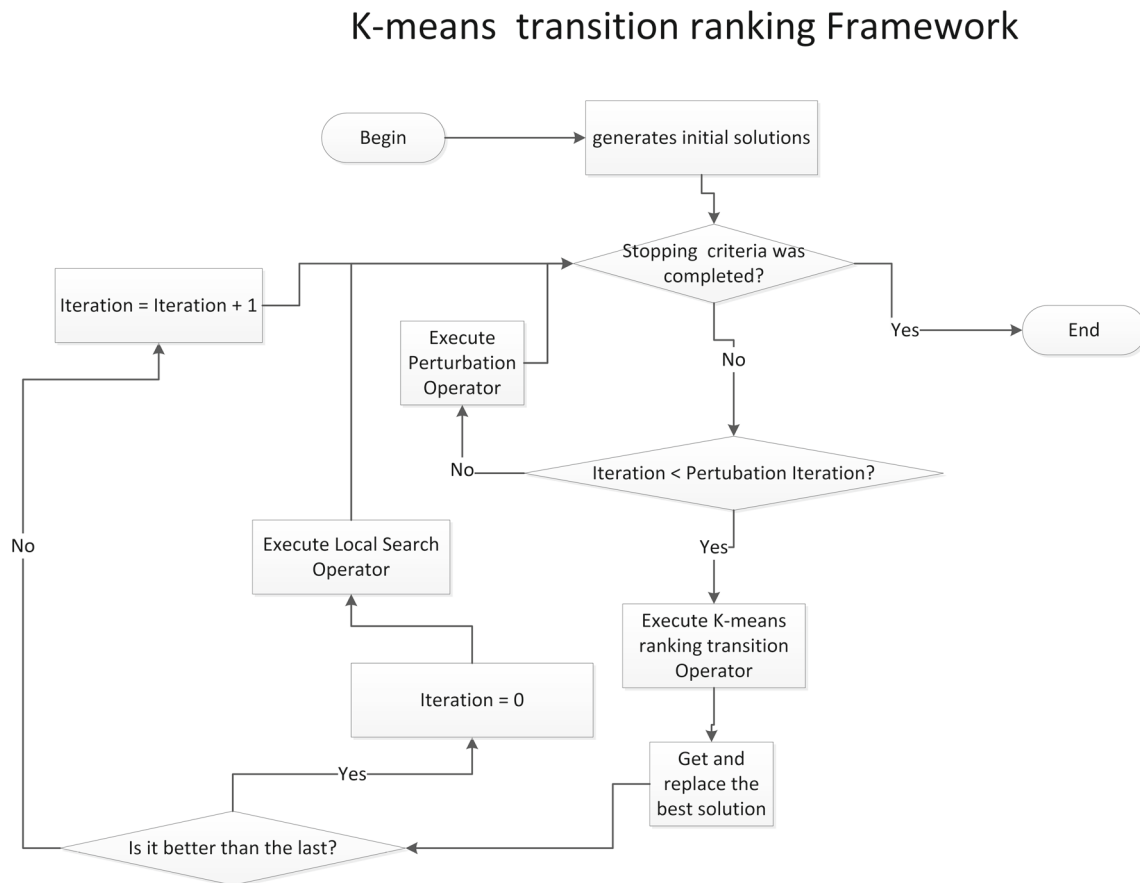 K-means transition ranking Framework
Begin
generates initial solutions
Stopping criteria was
completed?
Iteration = Iteration + 1
Execute
Perturbation
Operator
Yes
End
No
No
Iteration < Pertubation Iteration?
No
Execute Local Search
Operator
Yes
Execute K-means
ranking transition
Operator
Iteration = 0
Get and
replace the
best solution
Yes
Is it better than the last?